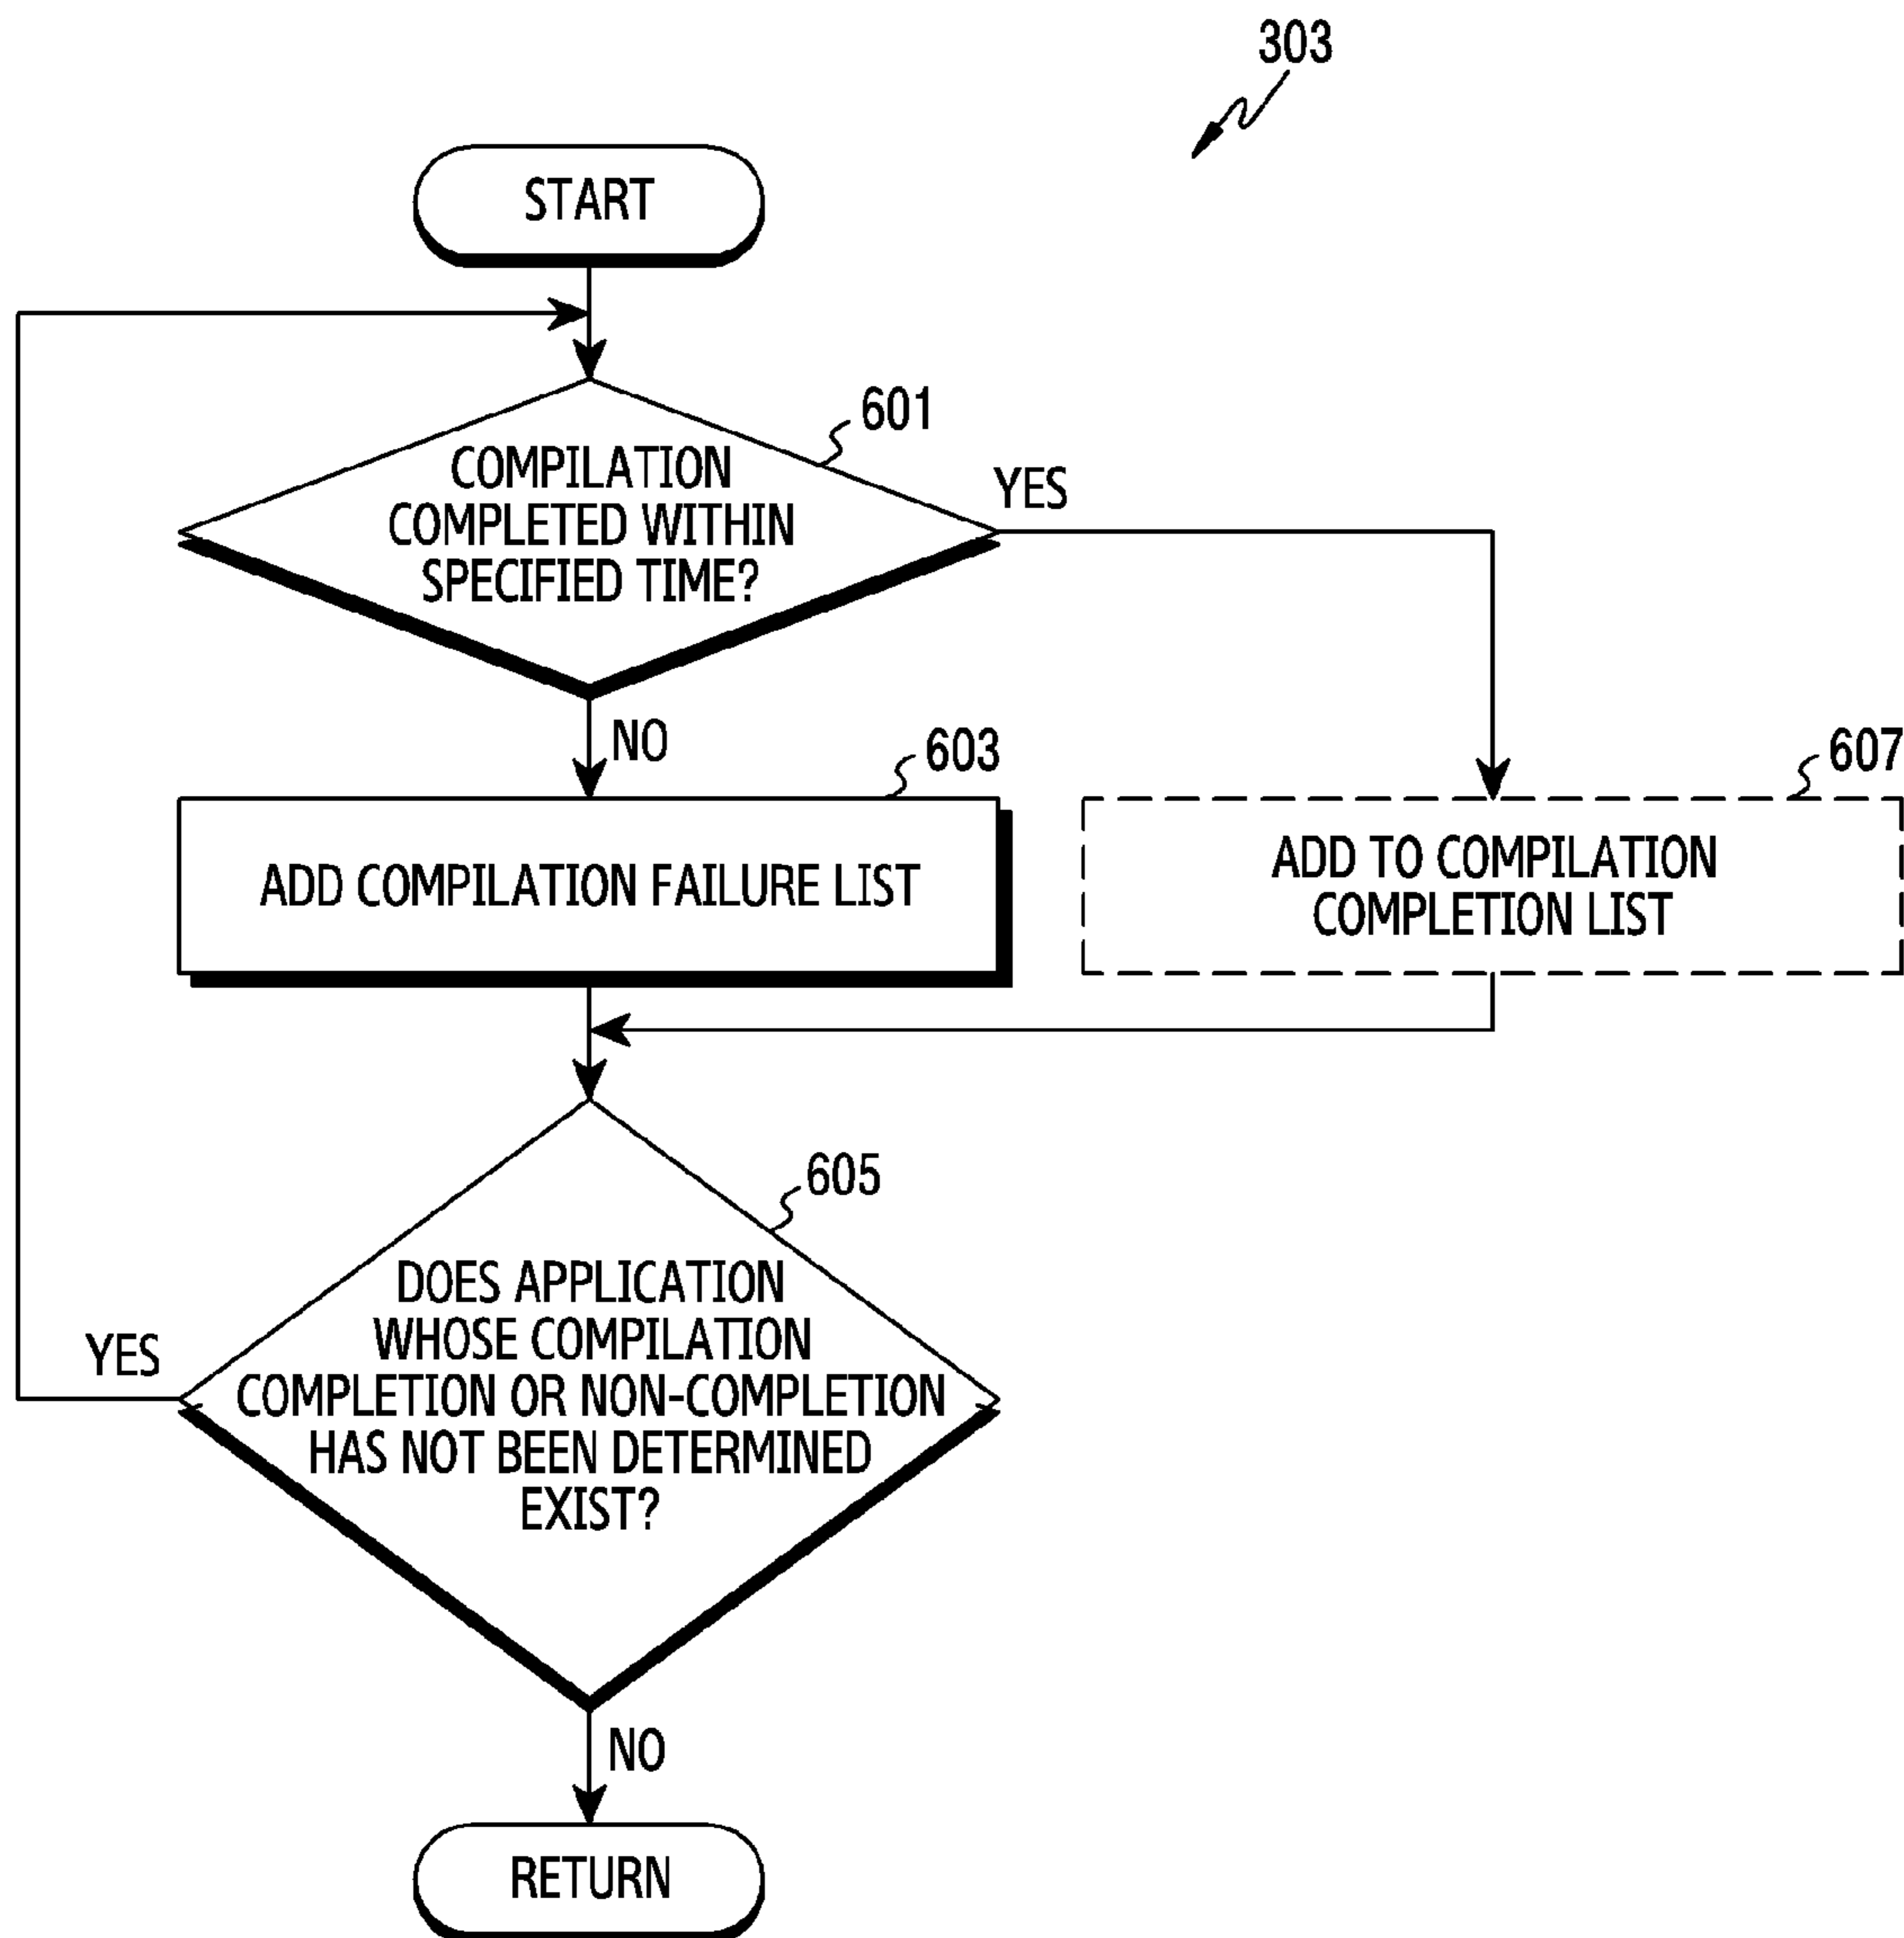 303
START
601
COMPILATION
COMPLETED WITHIN
SPECIFIED TIME?
YES
NO
603
ADD COMPILATION FAILURE LIST
607
ADD TO COMPILATION
COMPLETION LIST
605
DOES APPLICATION
WHOSE COMPILATION
COMPLETION OR NON-COMPLETION
HAS NOT BEEN DETERMINED
EXIST?
YES
NO
RETURN